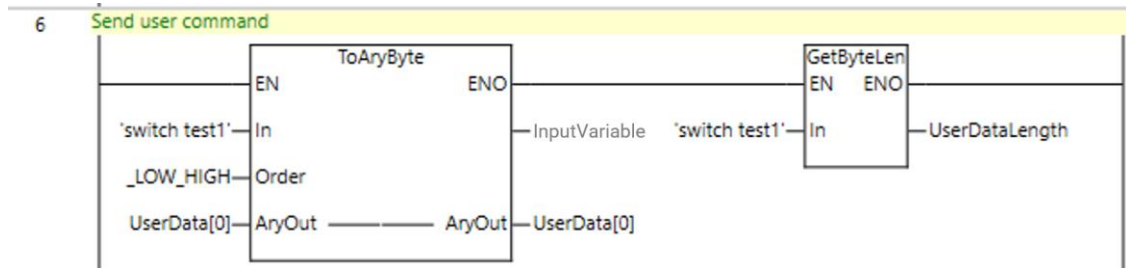 6 Send user command
ToAryByte GetByteLen
EN ENO EN ENO
'switch test1' In InputVariable 'switch test1' In UserDataLength
_LOW_HIGH Order
UserData[0] AryOut AryOut UserData[0]